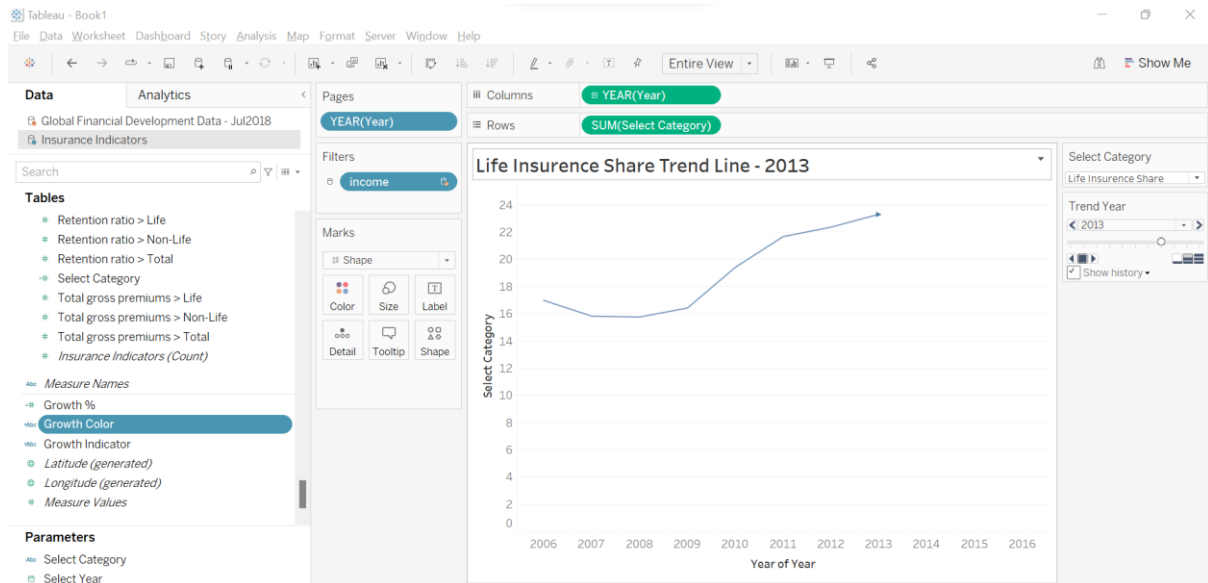 Tableau - Book1
File Data Worksheet Dashboard Story Analysis Map Format Server Window Help
Entire View
Show Me
Data Analytics
Global Financial Development Data - Jul2018
Insurance Indicators
Search
Tables
Retention ratio > Life
Retention ratio > Non-Life
Retention ratio > Total
Select Category
Total gross premiums > Life
Total gross premiums > Non-Life
Total gross premiums > Total
Insurance Indicators (Count)
Abc Measure Names
Growth %
Abc Growth Color
Abc Growth Indicator
Latitude (generated)
Longitude (generated)
Measure Values
Parameters
Abc Select Category
Select Year
Pages
YEAR(Year)
Filters
income
Marks
Shape
Color Size Label
Detail Tooltip Shape
Columns YEAR(Year)
Rows SUM(Select Category)
Life Insurence Share Trend Line - 2013
24
22
20
18
16
14
12
10
8
6
4
2
0
Select Category
2006 2007 2008 2009 2010 2011 2012 2013 2014 2015 2016
Year of Year
Select Category
Life Insurence Share
Trend Year
2013
Show history